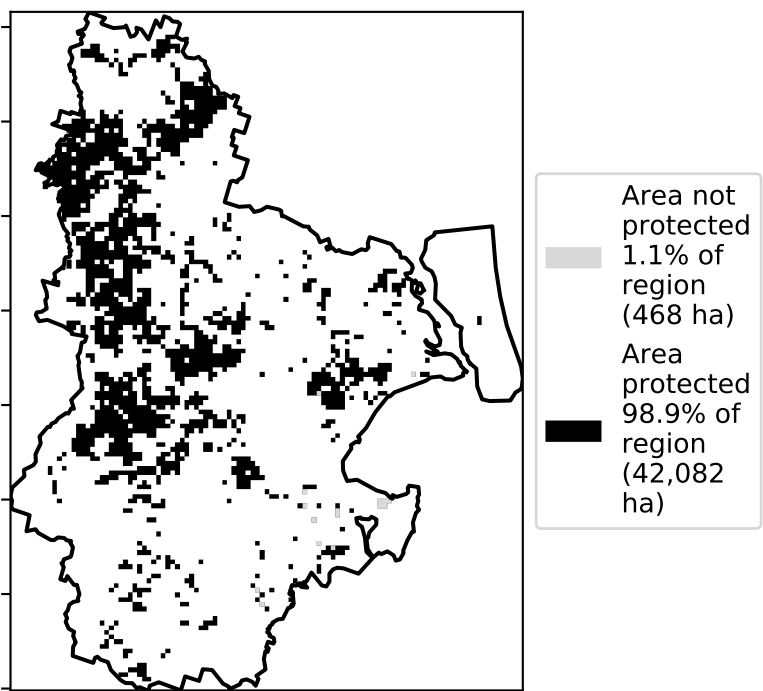 Area not
protected
1.1% of
region
(468 ha)
Area
protected
98.9% of
region
(42,082
ha)